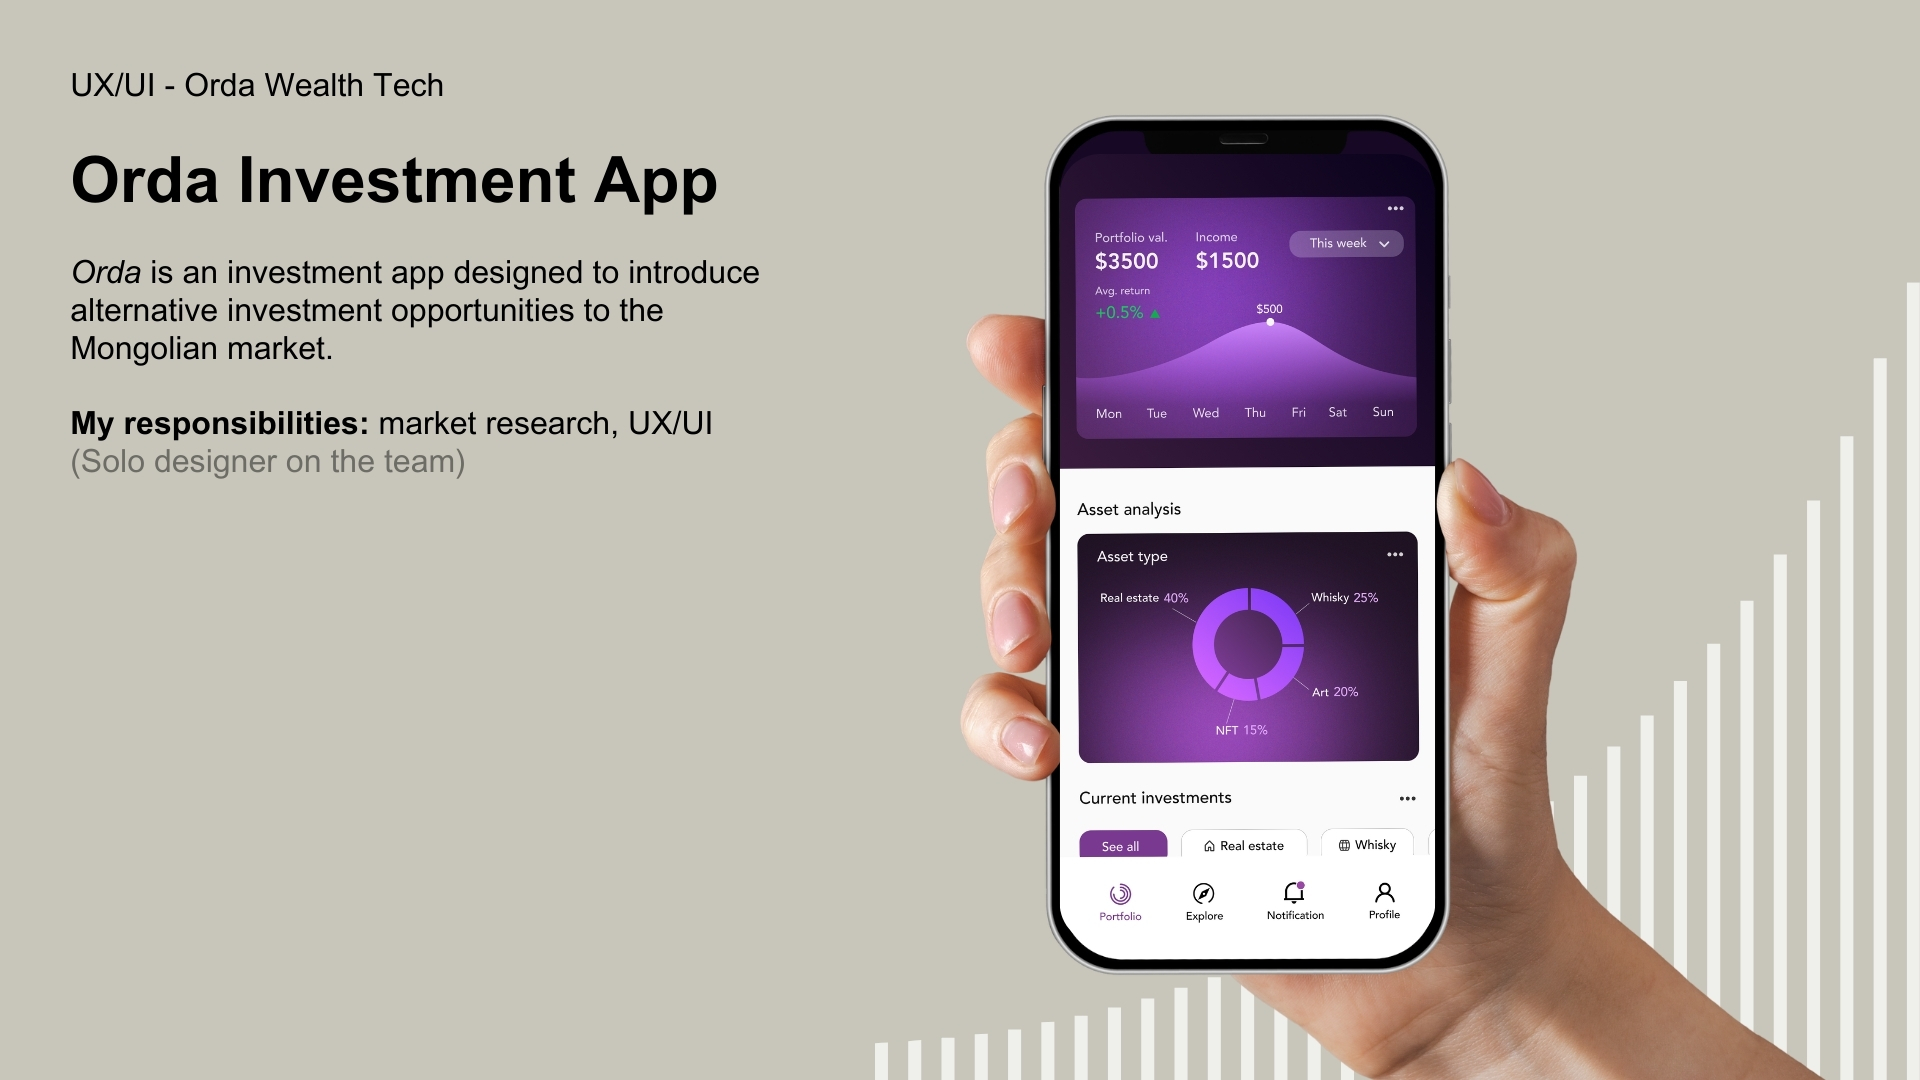 UX/UI - Orda Wealth Tech
Orda Investment App
Orda is an investment app designed to introduce
alternative investment opportunities to the
Mongolian market.
My responsibilities: market research, UX/UI
(Solo designer on the team)
Portfolio val.
$3500
Income
$1500
This week
Avg. return
+0.5% ▲
$500
Mon Tue Wed Thu Fri Sat Sun
Asset analysis
Asset type
Real estate 40%
Whisky 25%
Art 20%
NFT 15%
Current investments
See all
Real estate
Whisky
Portfolio
Explore
Notification
Profile